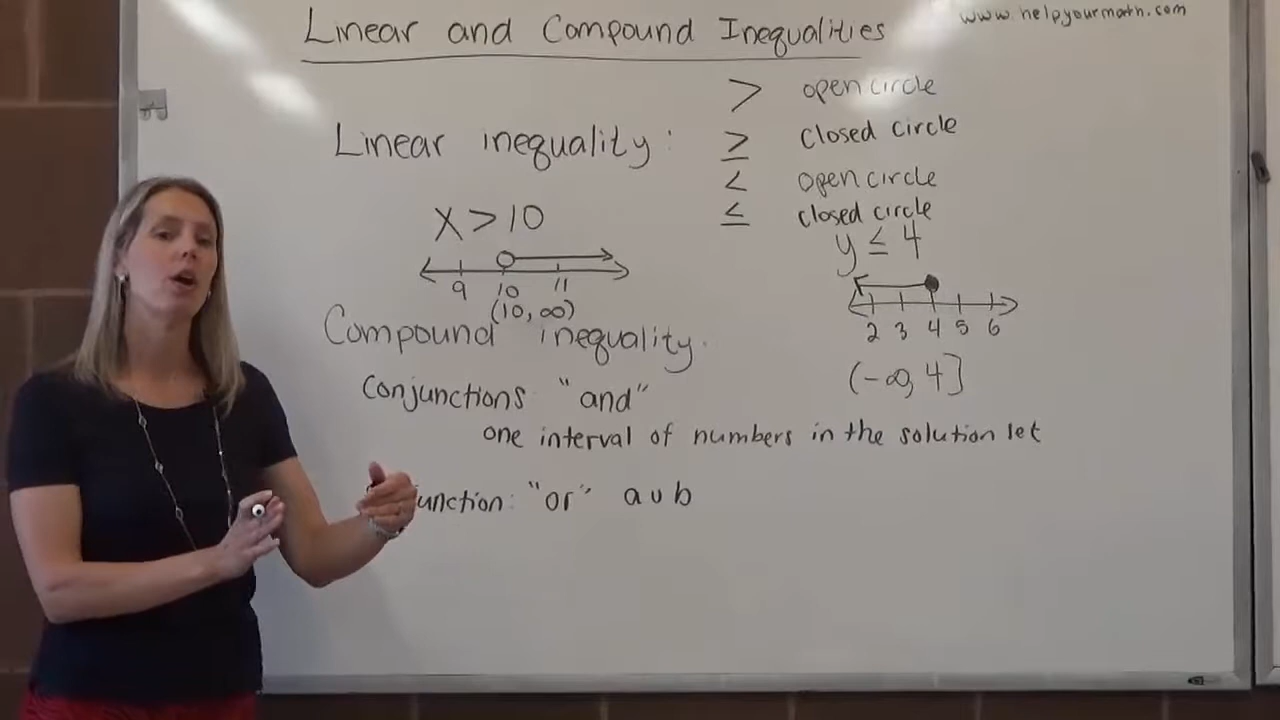 Linear and Compound Inequalities
www.helpyourmath.com
> open circle
≥ closed circle
< open circle
≤ closed circle
Linear inequality:
x > 10
9 10 11
(10, ∞)
y ≤ 4
2 3 4 5 6
(-∞, 4]
Compound inequality.
Conjunctions "and"
one interval of numbers in the solution set
unction: "or" a ∪ b